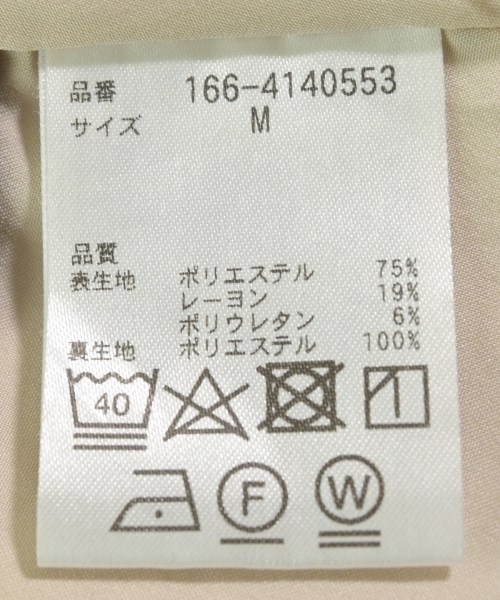 品番 166-4140553
サイズ M
品質
表生地 ポリエステル 75%
レーヨン 19%
ポリウレタン 6%
裏生地 ポリエステル 100%
40
F W